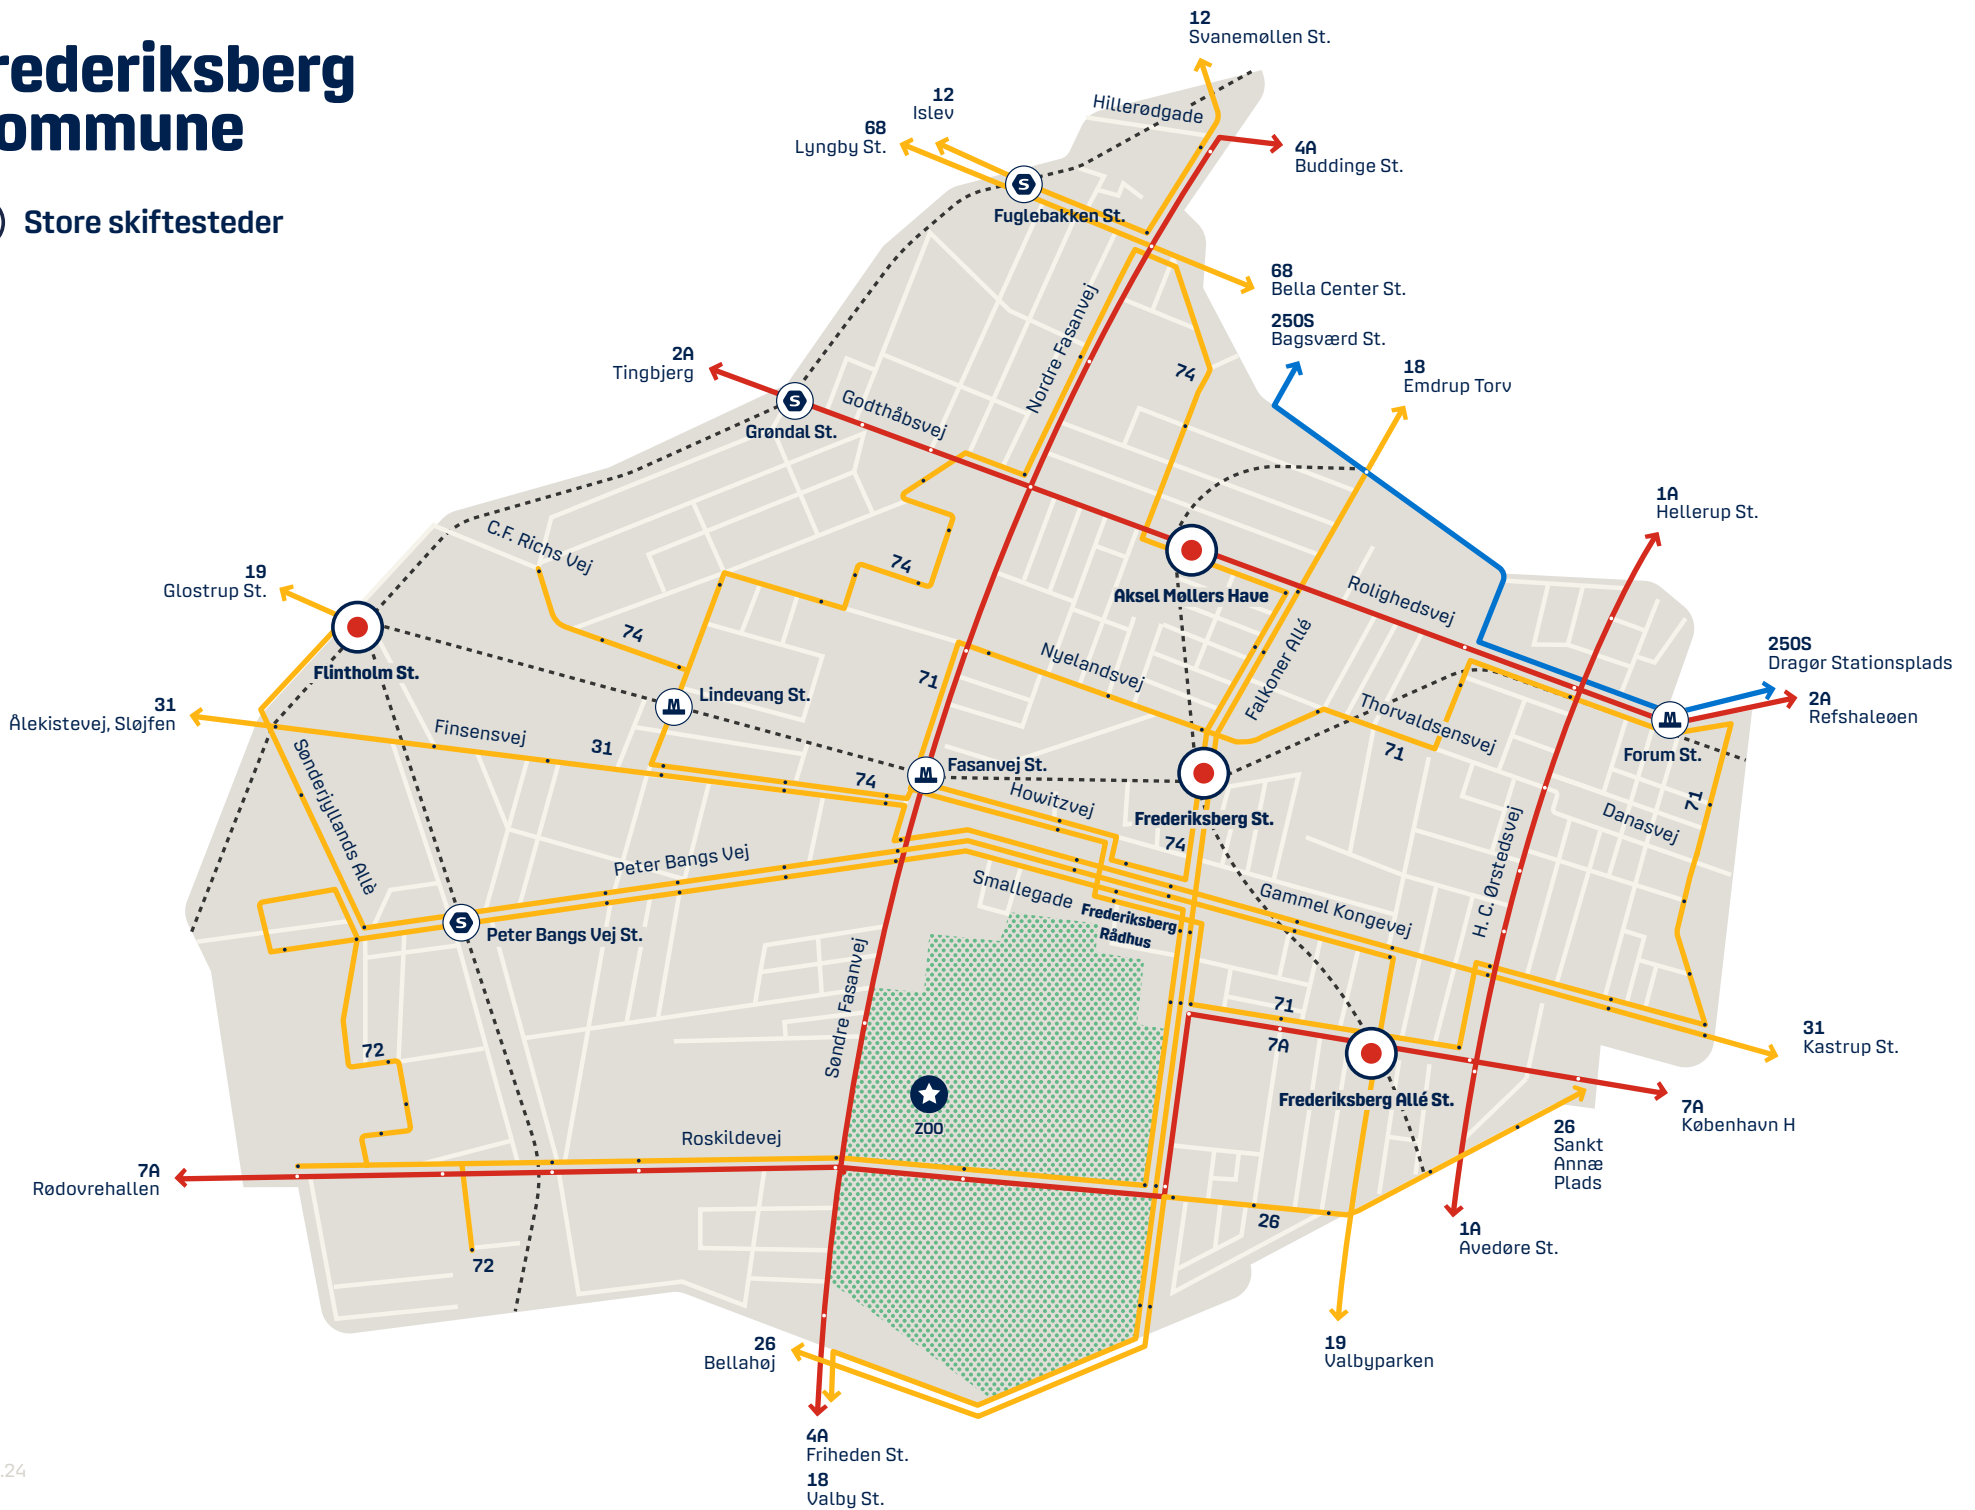 rederiksberg
ommune
Store skiftesteder
12
Svanemøllen St.
12
Islev
68
Lyngby St.
Hillerødgade
4A
Buddinge St.
Fuglebakken St.
68
Bella Center St.
250S
Bagsværd St.
18
Emdrup Torv
2A
Tingbjerg
Nordre Fasanvej
74
Godthåbsvej
Grøndal St.
1A
Hellerup St.
C.F. Richs Vej
74
19
Glostrup St.
Aksel Møllers Have
Rolighedsvej
74
Flintholm St.
Nyelandsvej
Falkoner Allé
250S
Dragør Stationsplads
2A
Refshaleøen
71
Lindevang St.
31
Ålekistevej, Sløjfen
Finsensvej
31
Thorvaldsensvej
71
Forum St.
Sønderjyllands Allè
74
Fasanvej St.
Howitzvej
Frederiksberg St.
74
71
Danasvej
Peter Bangs Vej
Smallegade
Gammel Kongevej
H. C. Ørstedsvej
Frederiksberg
Rådhus
Peter Bangs Vej St.
Søndre Fasanvej
71
7A
72
31
Kastrup St.
ZOO
Frederiksberg Allé St.
7A
København H
26
Sankt
Annæ
Plads
Roskildevej
7A
Rødovrehallen
26
1A
Avedøre St.
72
26
Bellahøj
19
Valbyparken
4A
Friheden St.
18
Valby St.
.24